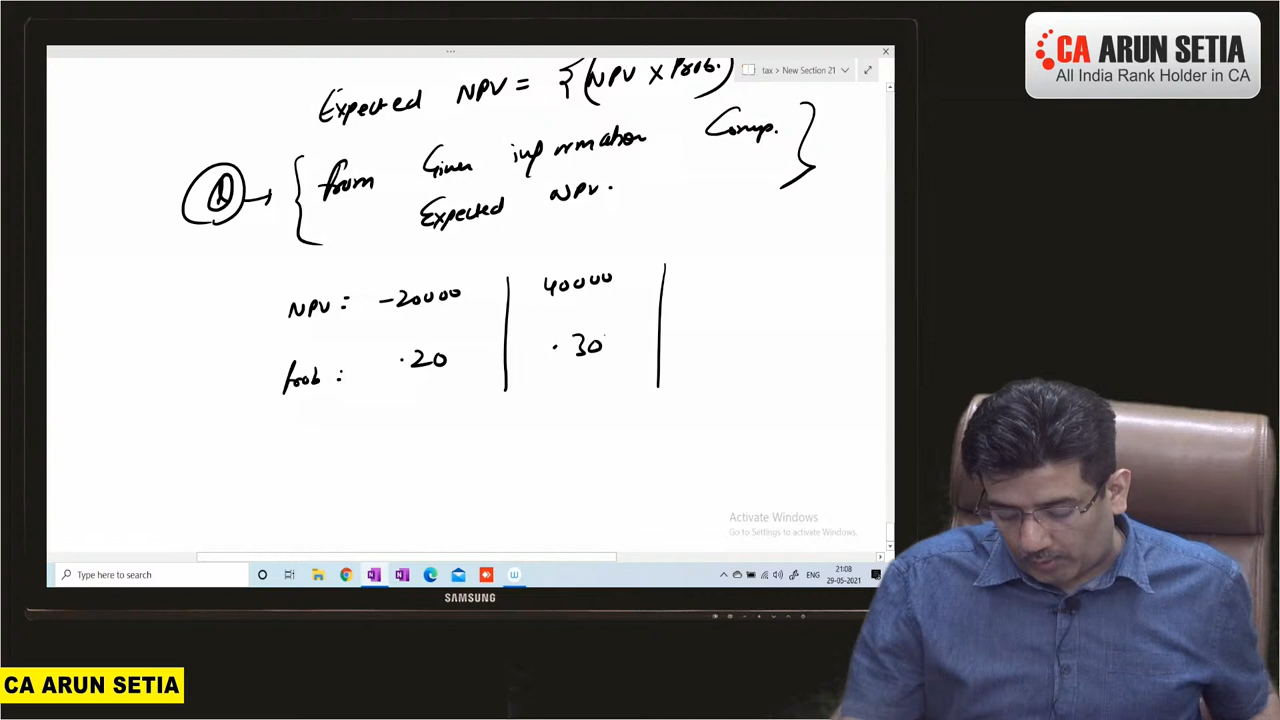 CA ARUN SETIA
All India Rank Holder in CA
tax > New Section 21
Expected NPV = Σ(NPV x Prob.)
from Given information Comp.
Expected NPV.
NPV : -20000 40000
Prob : .20 .30
Activate Windows
Go to Settings to activate Windows.
Type here to search
ENG
21:08
29-05-2021
SAMSUNG
CA ARUN SETIA